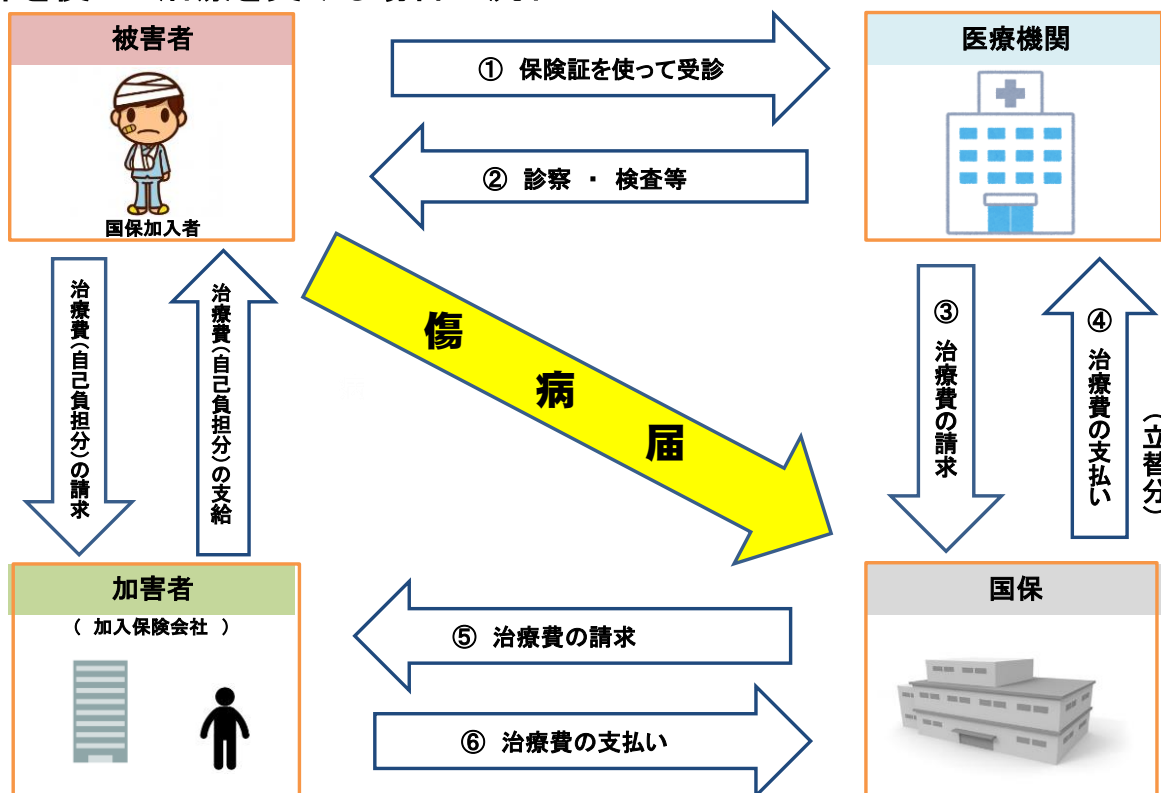 被害者
医療機関
① 保険証を使って受診
② 診察 ・ 検査等
国保加入者
治療費(自己負担分)の請求
治療費(自己負担分)の支給
傷病届
③ 治療費の請求
④ 治療費の支払い
(立替分)
加害者
( 加入保険会社 )
国保
⑤ 治療費の請求
⑥ 治療費の支払い